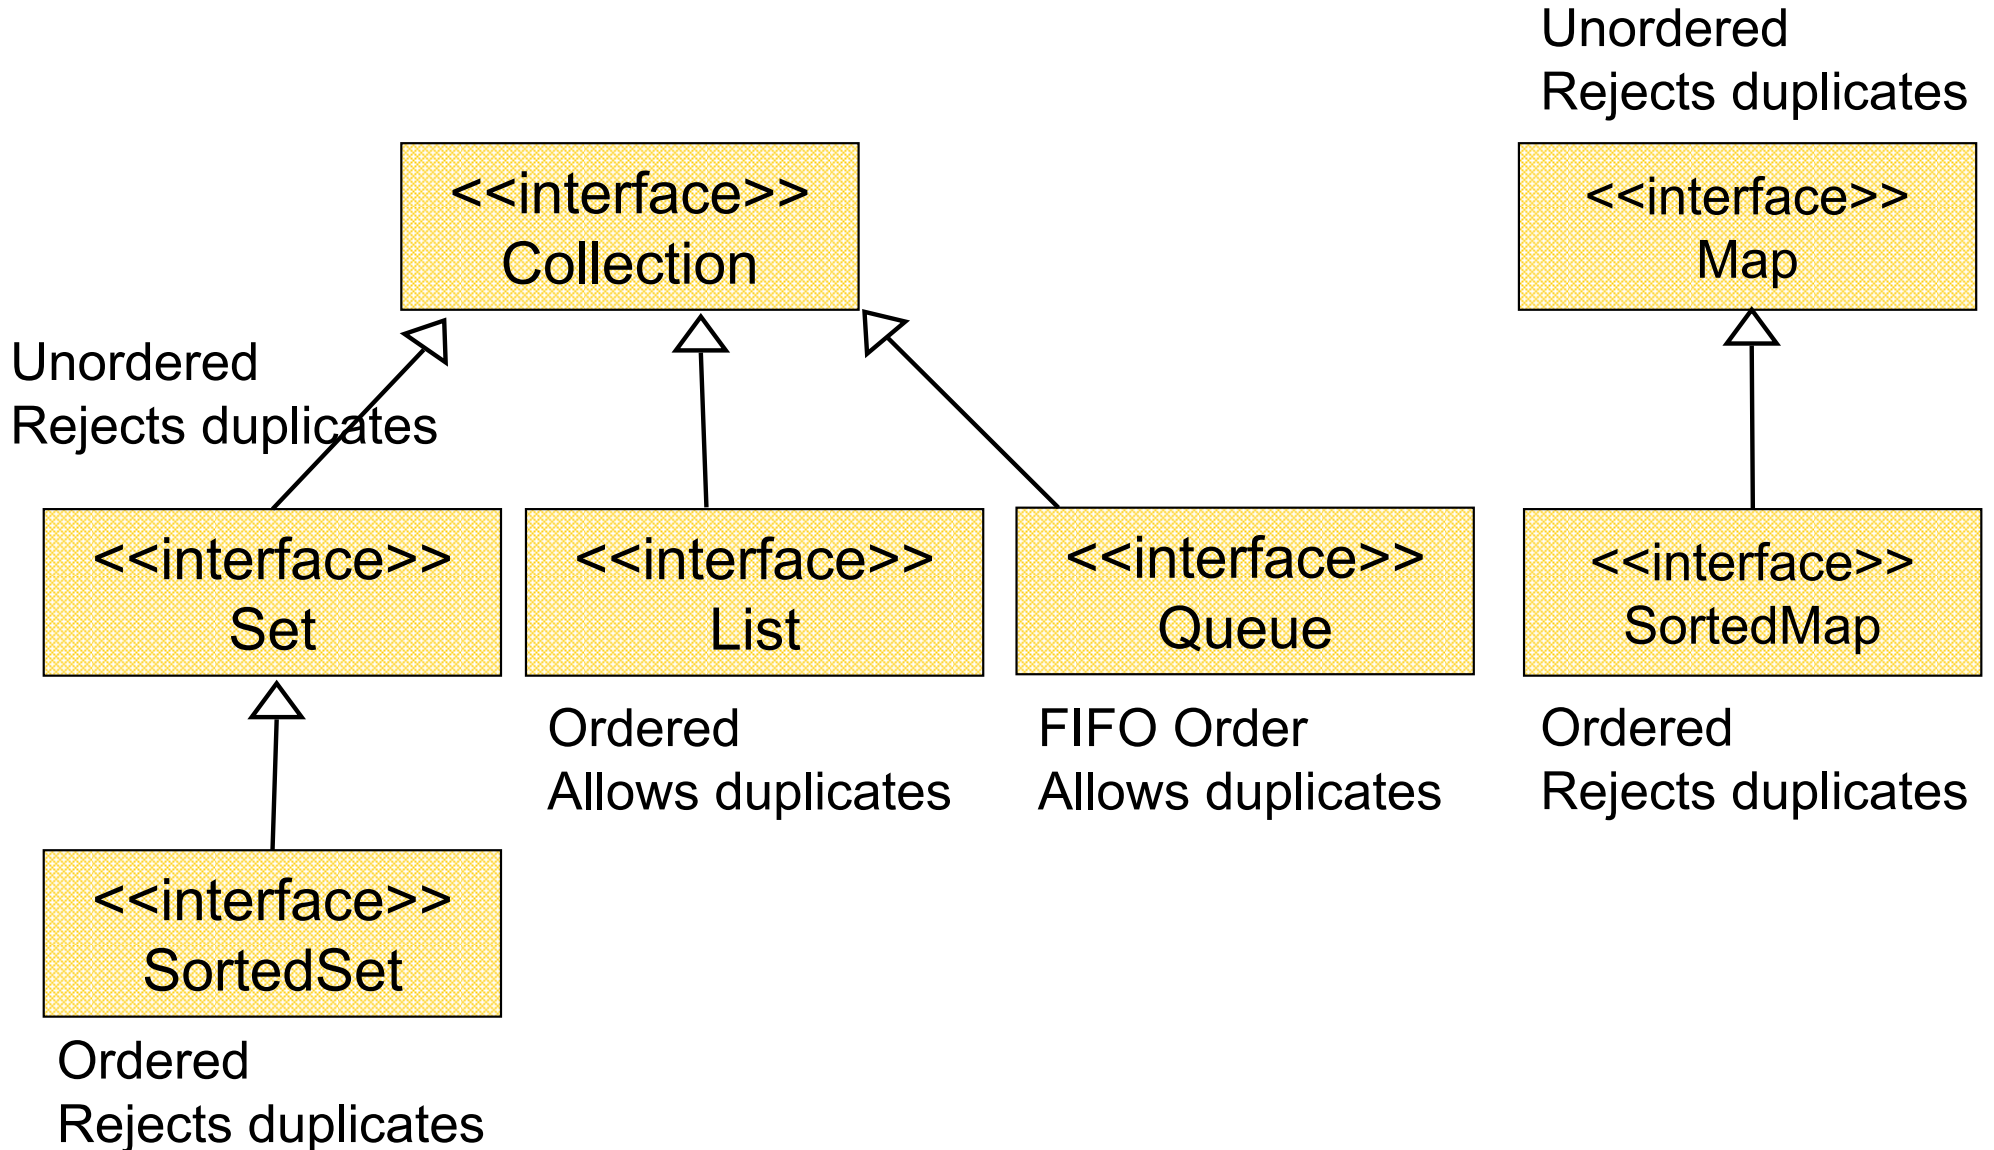 Unordered
Rejects duplicates
<<interface>>
Collection
<<interface>>
Map
Unordered
Rejects duplicates
<<interface>>
Set
<<interface>>
List
<<interface>>
Queue
<<interface>>
SortedMap
Ordered
Allows duplicates
FIFO Order
Allows duplicates
Ordered
Rejects duplicates
<<interface>>
SortedSet
Ordered
Rejects duplicates